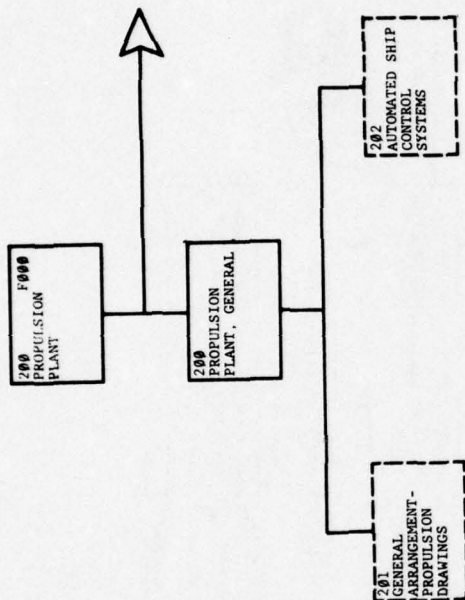 200 F000
PROPULSION
PLANT
200
PROPULSION
PLANT, GENERAL
201
GENERAL
ARRANGEMENT-
PROPULSION
DRAWINGS
202
AUTOMATED SHIP
CONTROL
SYSTEMS